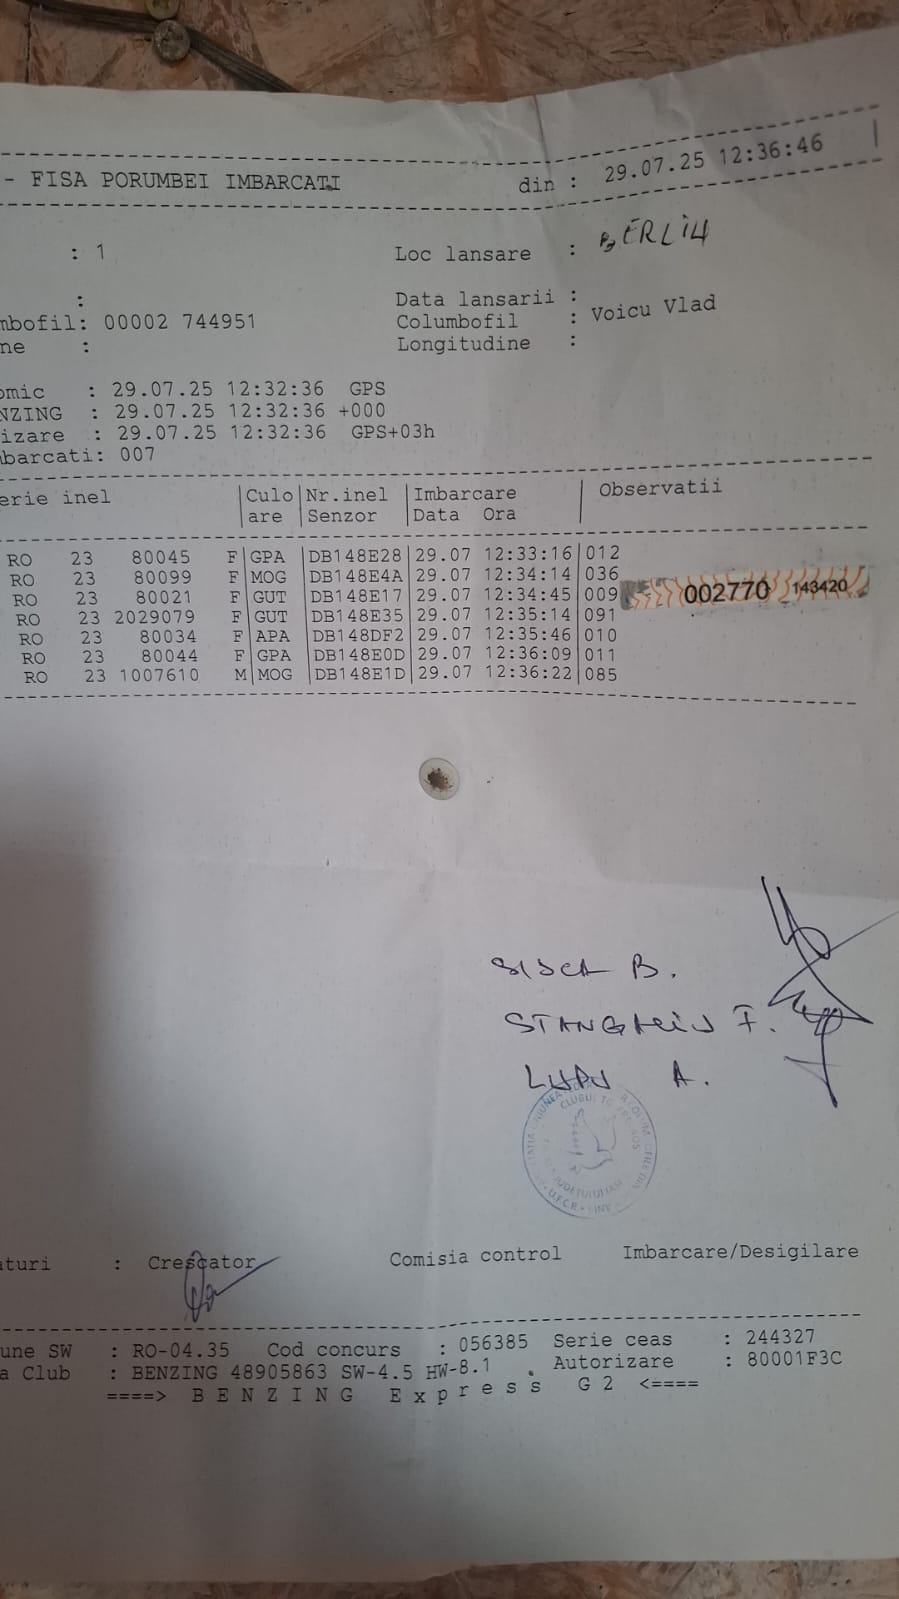 - FISA PORUMBEI IMBARCATI din : 29.07.25 12:36:46
: 1 Loc lansare : BERLIN
: Data lansarii :
mbofil: 00002 744951 Columbofil : Voicu Vlad
ne : Longitudine :
omic : 29.07.25 12:32:36 GPS
NZING : 29.07.25 12:32:36 +000
izare : 29.07.25 12:32:36 GPS+03h
mbarcati: 007
erie inel Culo Nr.inel Imbarcare Observatii
are Senzor Data Ora
RO 23 80045 F GPA DB148E28 29.07 12:33:16 012
RO 23 80099 F MOG DB148E4A 29.07 12:34:14 036
RO 23 80021 F GUT DB148E17 29.07 12:34:45 009 002770 143420
RO 23 2029079 F GUT DB148E35 29.07 12:35:14 091
RO 23 80034 F APA DB148DF2 29.07 12:35:46 010
RO 23 80044 F GPA DB148E0D 29.07 12:36:09 011
RO 23 1007610 M MOG DB148E1D 29.07 12:36:22 085
B.
F.
LUPU A.
CLUBUL
JUDETULUI IASI
U.F.C.R.
aturi : Crescator Comisia control Imbarcare/Desigilare
une SW : RO-04.35 Cod concurs : 056385 Serie ceas : 244327
a Club : BENZING 48905863 SW-4.5 HW-8.1 . Autorizare : 80001F3C
====> B E N Z I N G E x p r e s s G 2 <====